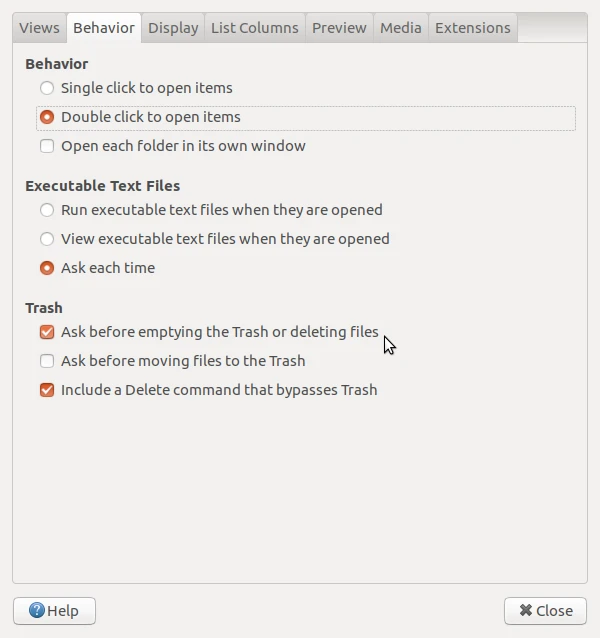 Views Behavior Display List Columns Preview Media Extensions
Behavior
Single click to open items
Double click to open items
Open each folder in its own window
Executable Text Files
Run executable text files when they are opened
View executable text files when they are opened
Ask each time
Trash
Ask before emptying the Trash or deleting files
Ask before moving files to the Trash
Include a Delete command that bypasses Trash
Help Close